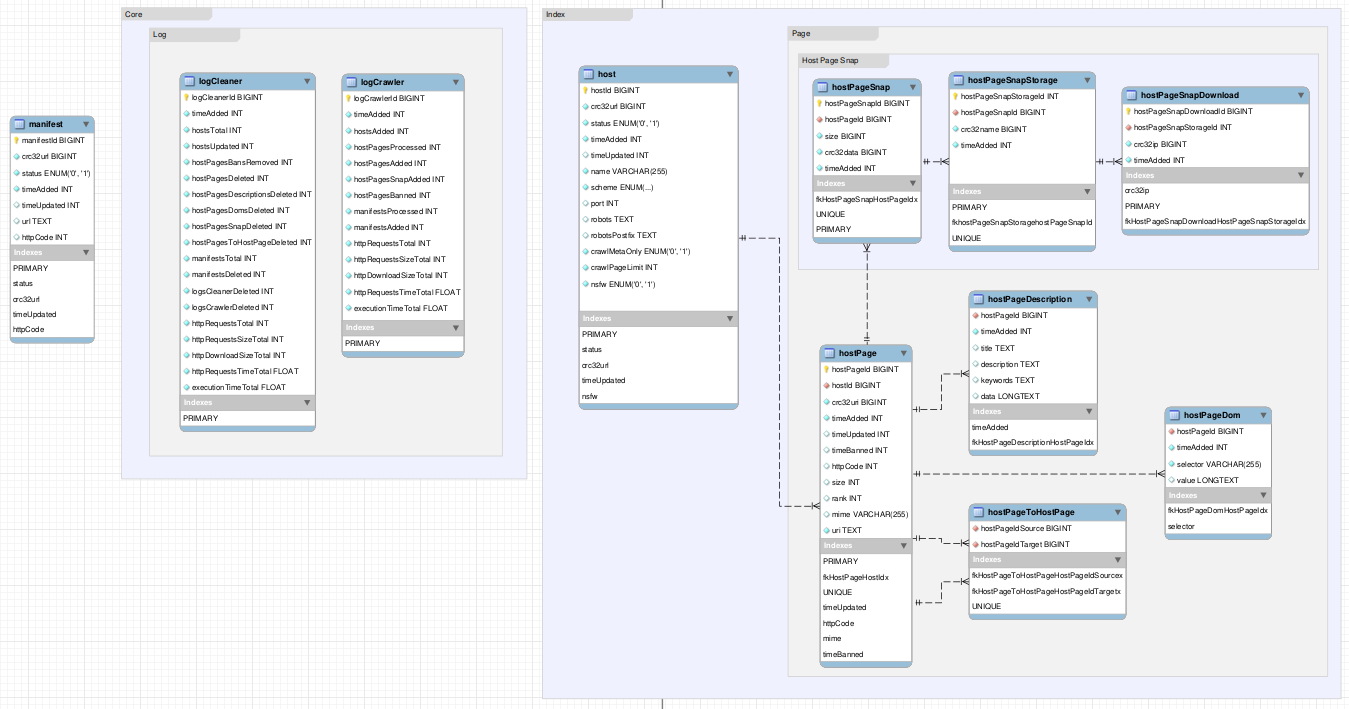 Core
Log
manifest
manifestId BIGINT
crc32url BIGINT
status ENUM('0', '1')
timeAdded INT
timeUpdated INT
url TEXT
httpCode INT
Indexes
PRIMARY
status
crc32url
timeUpdated
httpCode
logCleaner
logCleanerId BIGINT
timeAdded INT
hostsTotal INT
hostsUpdated INT
hostPagesBansRemoved INT
hostPagesDeleted INT
hostPagesDescriptionsDeleted INT
hostPagesDomsDeleted INT
hostPagesSnapDeleted INT
hostPagesToHostPageDeleted INT
manifestsTotal INT
manifestsDeleted INT
logsCleanerDeleted INT
logsCrawlerDeleted INT
httpRequestsTotal INT
httpRequestsSizeTotal INT
httpDownloadSizeTotal INT
httpRequestsTimeTotal FLOAT
executionTimeTotal FLOAT
Indexes
PRIMARY
logCrawler
logCrawlerId BIGINT
timeAdded INT
hostsAdded INT
hostPagesProcessed INT
hostPagesAdded INT
hostPagesSnapAdded INT
hostPagesBanned INT
manifestsProcessed INT
manifestsAdded INT
httpRequestsTotal INT
httpRequestsSizeTotal INT
httpDownloadSizeTotal INT
httpRequestsTimeTotal FLOAT
executionTimeTotal FLOAT
Indexes
PRIMARY
Index
host
hostId BIGINT
crc32url BIGINT
status ENUM('0', '1')
timeAdded INT
timeUpdated INT
name VARCHAR(255)
scheme ENUM(...)
port INT
robots TEXT
robotsPostfix TEXT
crawlMetaOnly ENUM('0', '1')
crawlPageLimit INT
nsfw ENUM('0', '1')
Indexes
PRIMARY
status
crc32url
timeUpdated
nsfw
Page
Host Page Snap
hostPageSnap
hostPageSnapId BIGINT
hostPageId BIGINT
size BIGINT
crc32data BIGINT
timeAdded INT
Indexes
fkHostPageSnapHostPageIdx
UNIQUE
PRIMARY
hostPageSnapStorage
hostPageSnapStorageId INT
hostPageSnapId BIGINT
crc32name BIGINT
timeAdded INT
Indexes
PRIMARY
fkhostPageSnapStoragehostPageSnapId
UNIQUE
hostPageSnapDownload
hostPageSnapDownloadId BIGINT
hostPageSnapStorageId INT
crc32ip BIGINT
timeAdded INT
Indexes
crc32ip
PRIMARY
fkHostPageSnapDownloadHostPageSnapStorageIdx
hostPage
hostPageId BIGINT
hostId BIGINT
crc32uri BIGINT
timeAdded INT
timeUpdated INT
timeBanned INT
httpCode INT
size INT
rank INT
mime VARCHAR(255)
uri TEXT
Indexes
PRIMARY
fkHostPageHostIdx
UNIQUE
timeUpdated
httpCode
mime
timeBanned
hostPageDescription
hostPageId BIGINT
timeAdded INT
title TEXT
description TEXT
keywords TEXT
data LONGTEXT
Indexes
timeAdded
fkHostPageDescriptionHostPageIdx
hostPageDom
hostPageId BIGINT
timeAdded INT
selector VARCHAR(255)
value LONGTEXT
Indexes
fkHostPageDomHostPageIdx
selector
hostPageToHostPage
hostPageIdSource BIGINT
hostPageIdTarget BIGINT
Indexes
fkHostPageToHostPageHostPageIdSourcex
fkHostPageToHostPageHostPageIdTargetx
UNIQUE